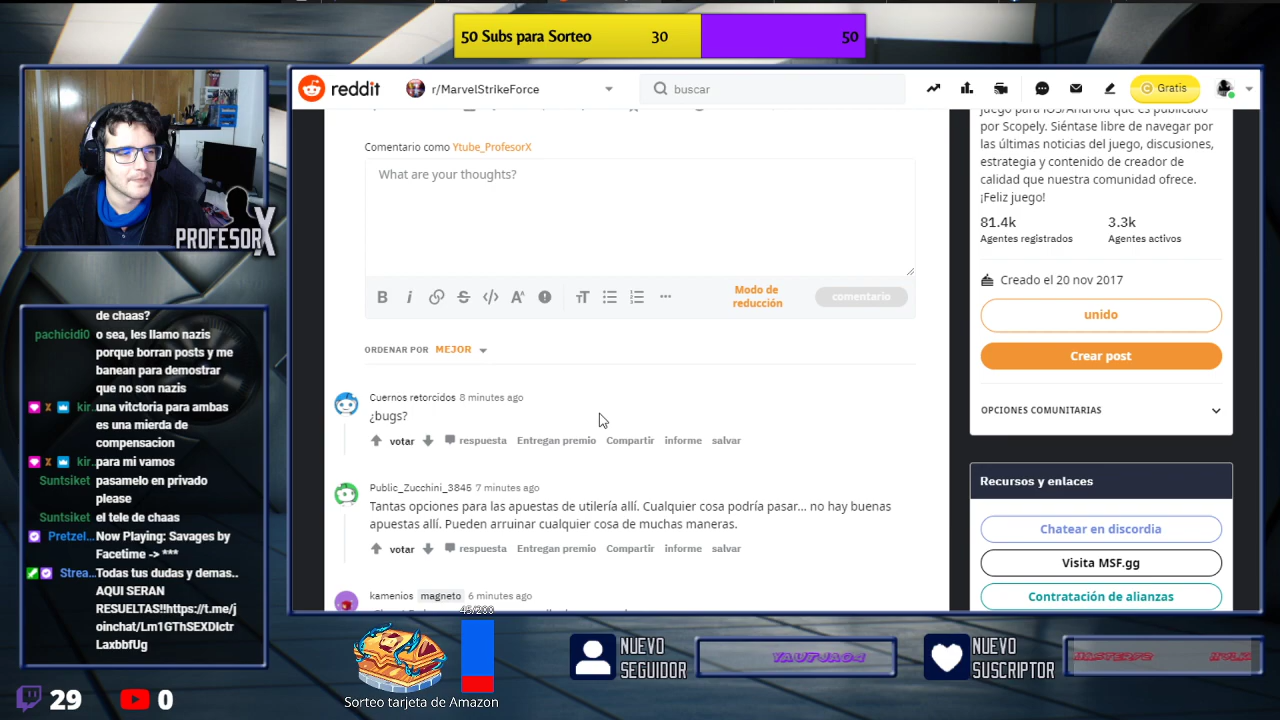 50 Subs para Sorteo 30 50
reddit r/MarvelStrikeForce buscar Gratis
PROFESOR X
Comentario como Ytube_ProfesorX
What are your thoughts?
Modo de
reducción
comentario
ORDENAR POR MEJOR
Cuernos retorcidos 8 minutes ago
¿bugs?
votar respuesta Entregan premio Compartir informe salvar
Public_Zucchini_3845 7 minutes ago
Tantas opciones para las apuestas de utilería allí. Cualquier cosa podría pasar... no hay buenas
apuestas allí. Pueden arruinar cualquier cosa de muchas maneras.
votar respuesta Entregan premio Compartir informe salvar
kamenios magneto 6 minutes ago
juego para iOS/Android que es publicado
por Scopely. Siéntase libre de navegar por
las últimas noticias del juego, discusiones,
estrategia y contenido de creador de
calidad que nuestra comunidad ofrece.
¡Feliz juego!
81.4k 3.3k
Agentes registrados Agentes activos
Creado el 20 nov 2017
unido
Crear post
OPCIONES COMUNITARIAS
Recursos y enlaces
Chatear en discordia
Visita MSF.gg
Contratación de alianzas
de chaas?
pachicidi0 o sea, les llamo nazis
porque borran posts y me
banean para demostrar
que no son nazis
kir.. una vitctoria para ambas
es una mierda de
compensacion
kir.. para mi vamos
Suntsiket pasamelo en privado
please
Suntsiket el tele de chaas
Pretzel... Now Playing: Savages by
Facetime -> ***
Strea... Todas tus dudas y demas..
AQUI SERAN
RESUELTAS!!https://t.me/j
oinchat/Lm1GThSEXDIctr
LaxbbfUg
45/200
Sorteo tarjeta de Amazon
NUEVO
SEGUIDOR
NUEVO
SUSCRIPTOR
29 0